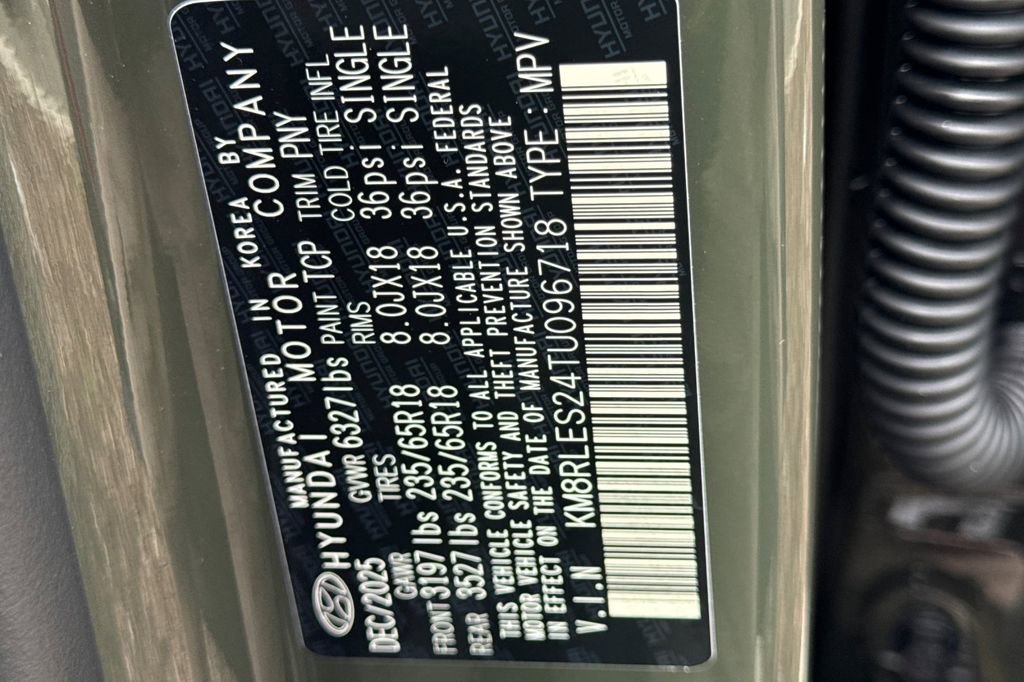 MANUFACTURED IN KOREA BY
HYUNDAI MOTOR COMPANY
DEC/2025 GVWR 6327lbs PAINT TCP TRIM PNY
GAWR TIRES RIMS COLD TIRE INFL
FRONT 3197lbs 235/65R18 8.0JX18 36psi SINGLE
REAR 3527lbs 235/65R18 8.0JX18 36psi SINGLE
THIS VEHICLE CONFORMS TO ALL APPLICABLE U.S.A. FEDERAL
MOTOR VEHICLE SAFETY AND THEFT PREVENTION STANDARDS
IN EFFECT ON THE DATE OF MANUFACTURE SHOWN ABOVE
V.I.N KM8RLES24TU096718 TYPE : MPV